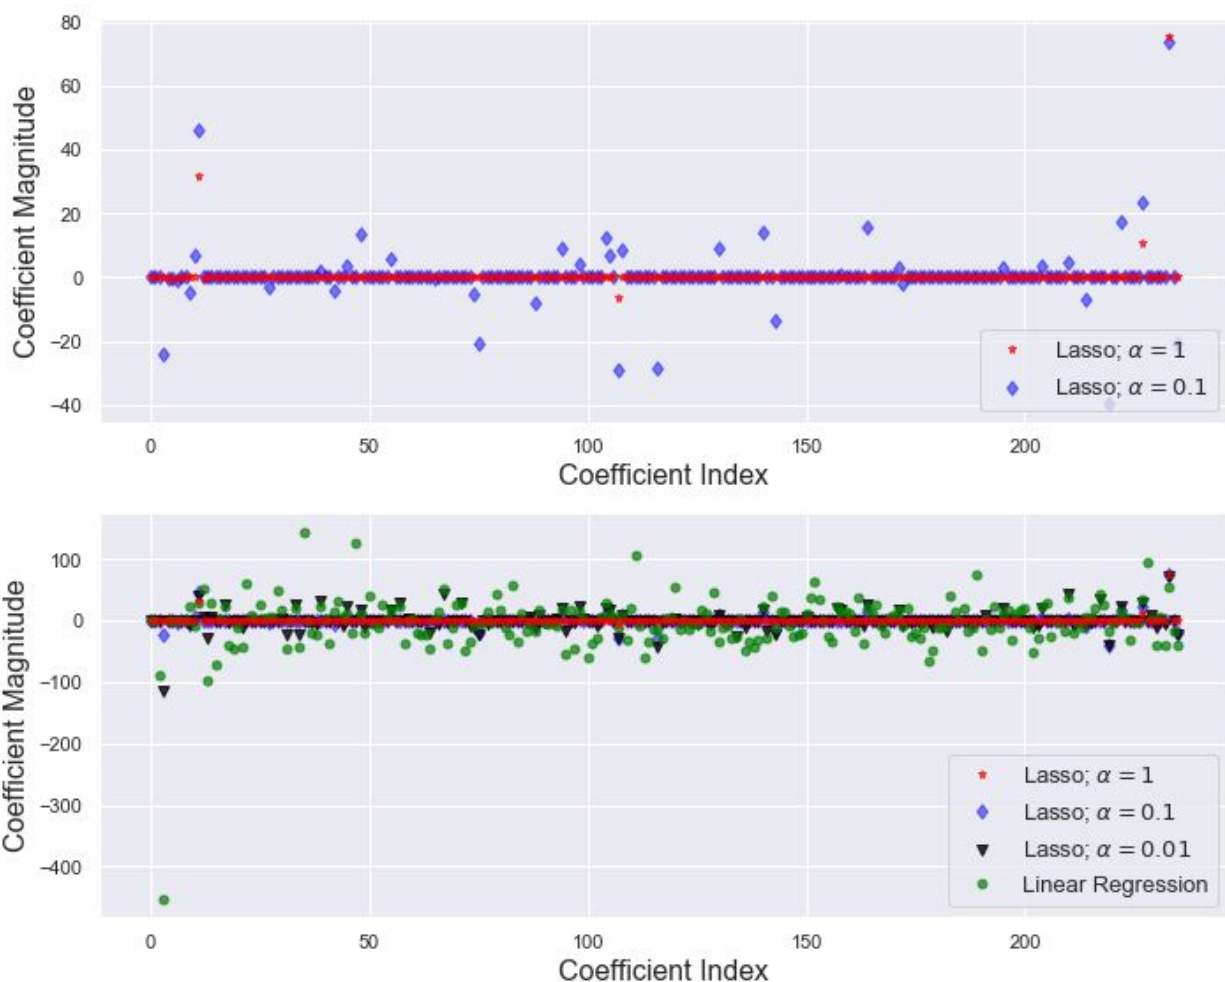 80
60
40
20
0
−20
−40
Coefficient Magnitude
Lasso; α = 1
Lasso; α = 0.1
0 50 100 150 200
Coefficient Index
100
0
−100
−200
−300
−400
Coefficient Magnitude
Lasso; α = 1
Lasso; α = 0.1
Lasso; α = 0.01
Linear Regression
0 50 100 150 200
Coefficient Index